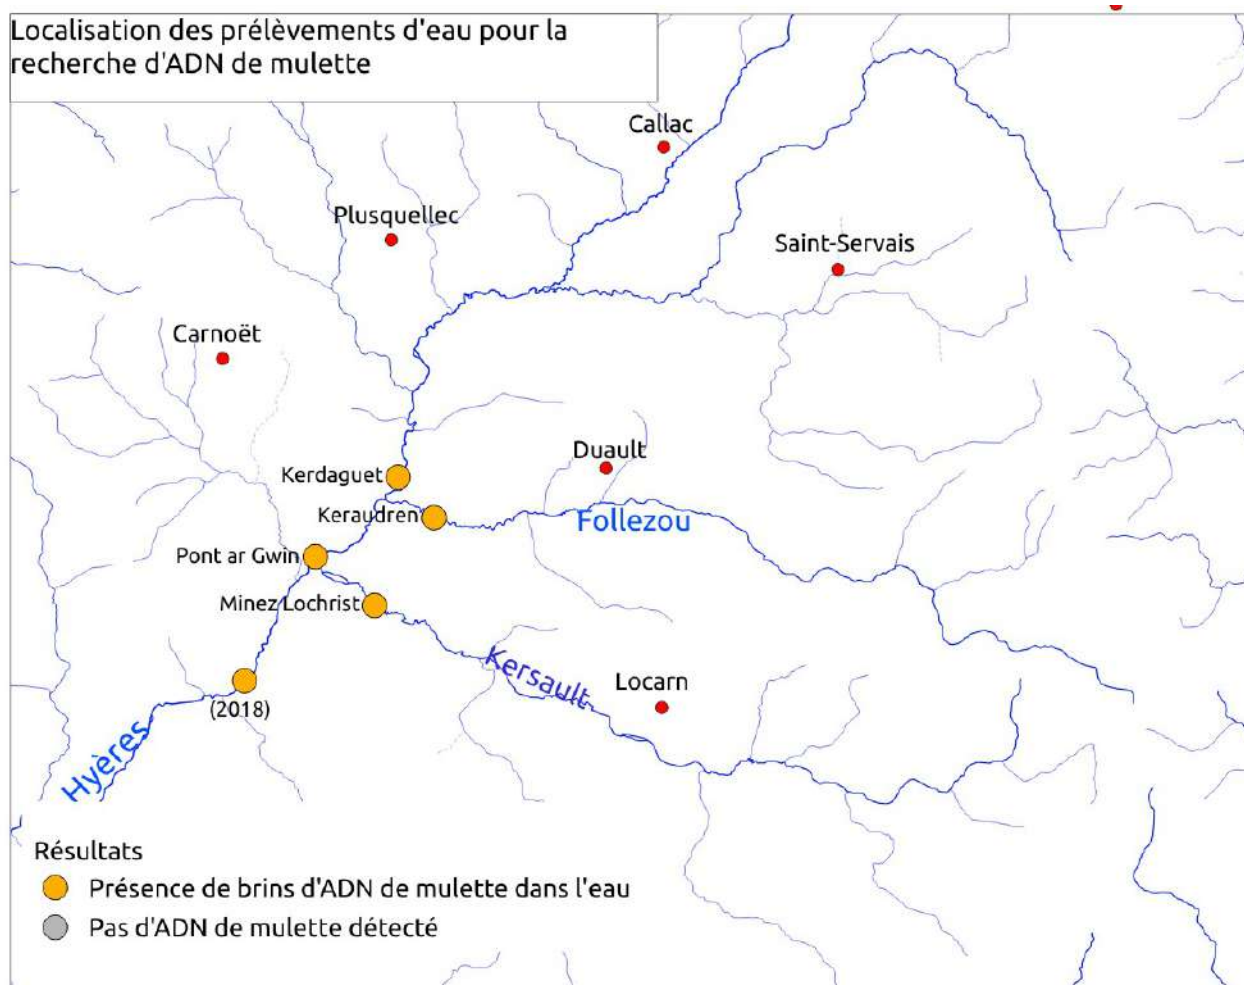 Localisation des prélèvements d'eau pour la
recherche d'ADN de mulette
Callac
Plusquellec
Saint-Servais
Carnoët
Duault
Kerdaguet
Keraudren
Follezou
Pont ar Gwin
Minez Lochrist
Kersault
Locarn
(2018)
Hyères
Résultats
Présence de brins d'ADN de mulette dans l'eau
Pas d'ADN de mulette détecté